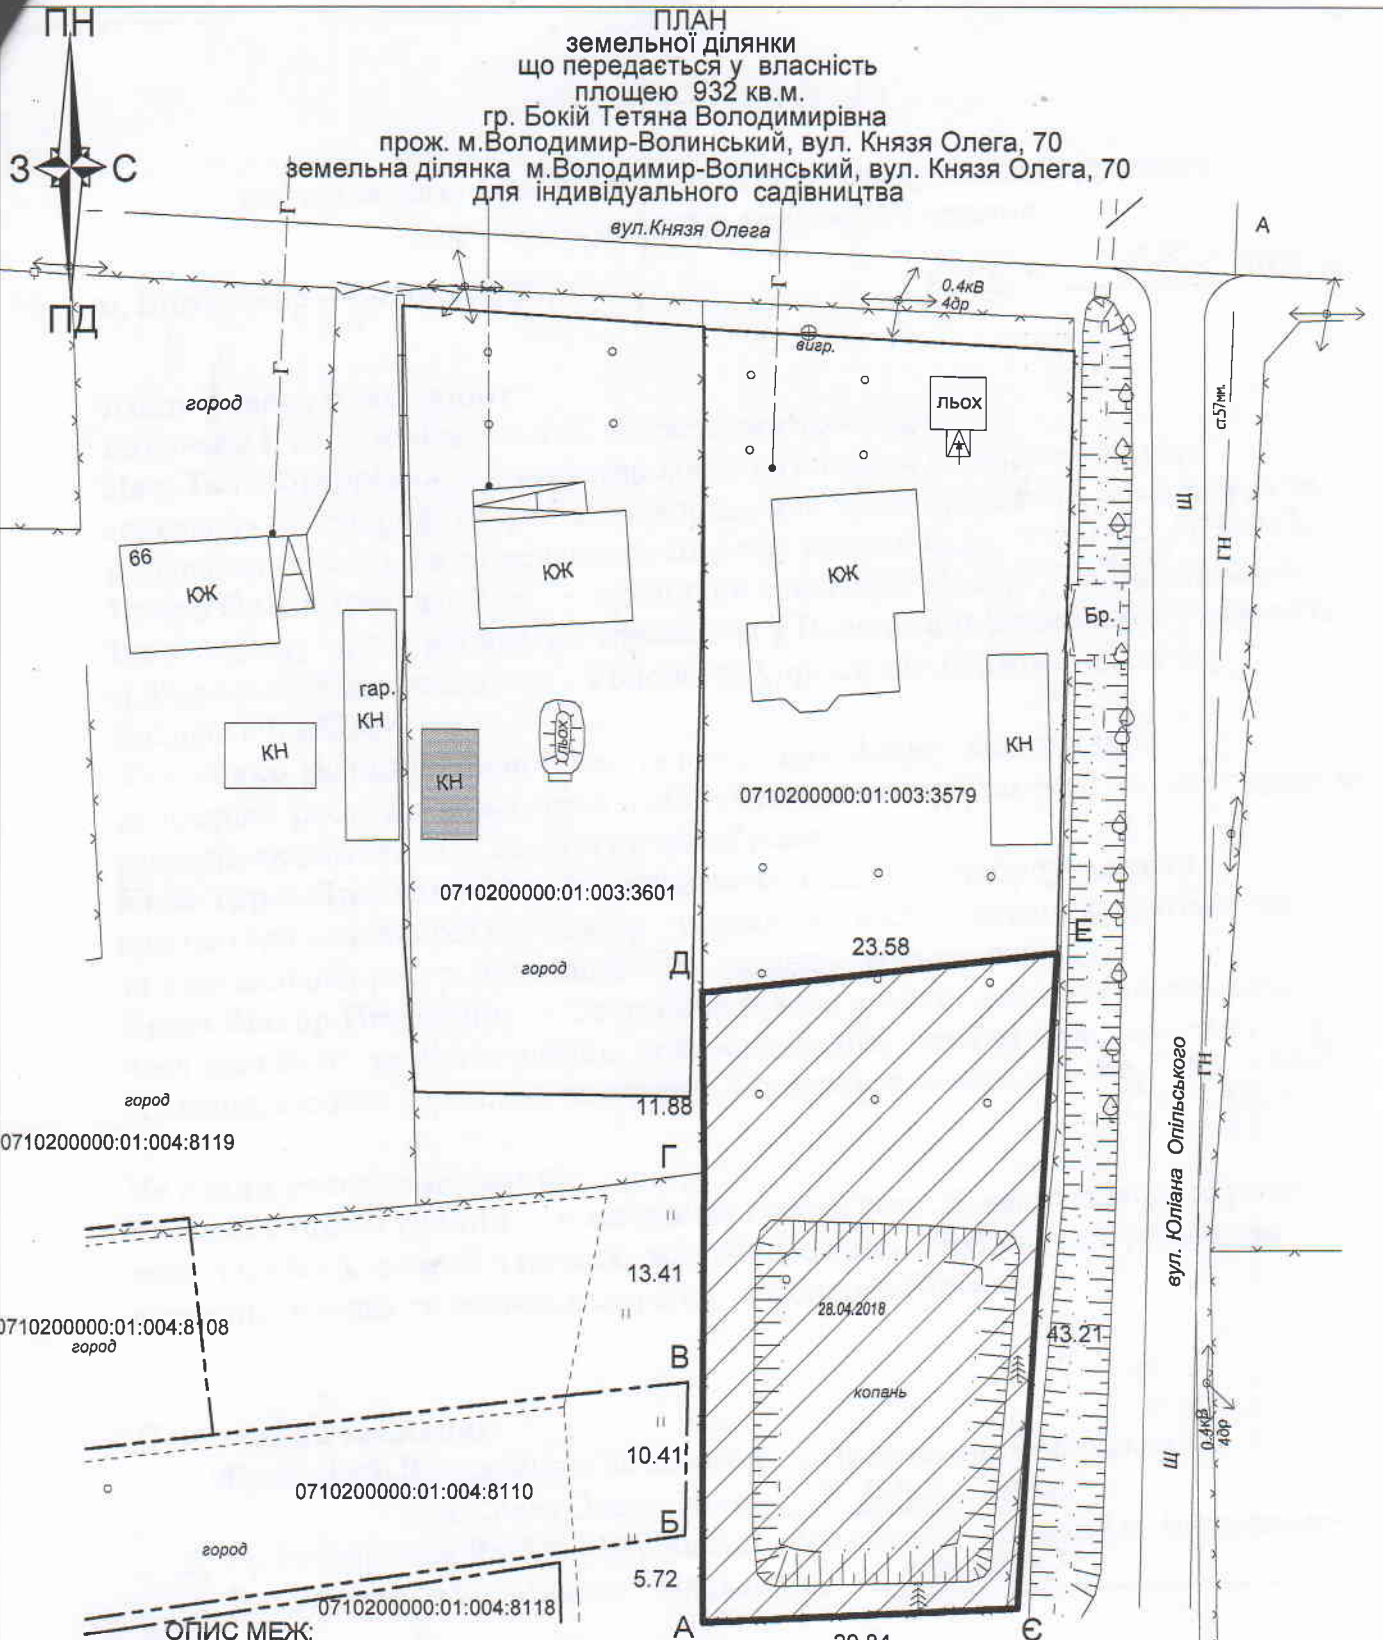 ПН
ПЛАН
земельної ділянки
що передається у власність
площею 932 кв.м.
гр. Бокій Тетяна Володимирівна
прож. м.Володимир-Волинський, вул. Князя Олега, 70
земельна ділянка м.Володимир-Волинський, вул. Князя Олега, 70
для індивідуального садівництва
З
С
ПД
вул.Князя Олега
А
Г
Г
Г
0.4кВ
4др
вигр.
город
льох
ст.57мм.
Щ
ГН
66
КЖ
КЖ
КЖ
Бр.
гар.
КН
КН
КН
льох
КН
0710200000:01:003:3579
0710200000:01:003:3601
Е
23.58
Д
город
город
11.88
0710200000:01:004:8119
Г
ГН
вул. Юліана Опільського
13.41
28.04.2018
43.21
0710200000:01:004:8108
город
В
копань
0.4кВ
4др
10.41
Щ
0710200000:01:004:8110
Б
город
5.72
0710200000:01:004:8118
А
Є
ОПИС МЕЖ: